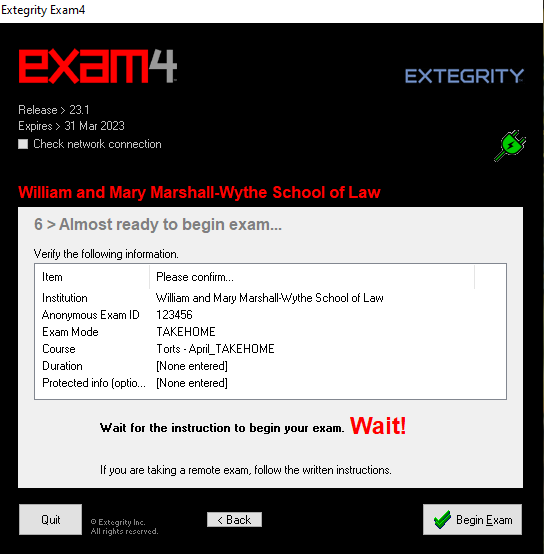 Extegrity Exam4
exam4
EXTEGRITY
Release > 23.1
Expires > 31 Mar 2023
Check network connection
William and Mary Marshall-Wythe School of Law
6 > Almost ready to begin exam...
Verify the following information.
Item Please confirm...
Institution William and Mary Marshall-Wythe School of Law
Anonymous Exam ID 123456
Exam Mode TAKEHOME
Course Torts - April_TAKEHOME
Duration [None entered]
Protected info (optio... [None entered]
Wait for the instruction to begin your exam. Wait!
If you are taking a remote exam, follow the written instructions.
Quit
© Extegrity Inc.
All rights reserved.
< Back
Begin Exam